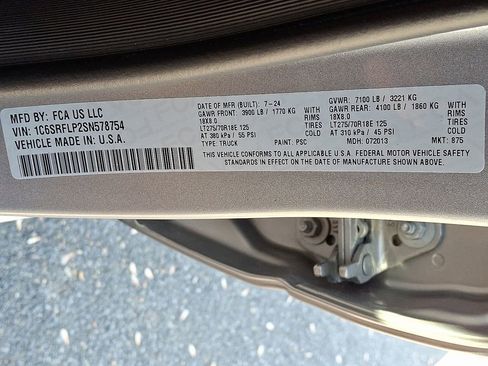 MFD BY: FCA US LLC
VIN: 1C6SRFLP2SN578754
VEHICLE MADE IN: U.S.A.
DATE OF MFR (BUILT): 7-24
GAWR FRONT: 3900 LB / 1770 KG
18X8.0 RIMS
LT275/70R18E 125 TIRES
AT 380 kPa / 55 PSI
TYPE: TRUCK
GVWR: 7100 LB / 3221 KG
GAWR REAR: 4100 LB / 1860 KG
18X8.0 RIMS
LT275/70R18E 125 TIRES
AT 310 kPa / 45 PSI
PAINT: PSC MDH: 072013 MKT: 875
THIS VEHICLE CONFORMS TO ALL APPLICABLE U.S.A. FEDERAL MOTOR VEHICLE SAFETY
STANDARDS IN EFFECT ON THE DATE OF MANUFACTURE SHOWN ABOVE.